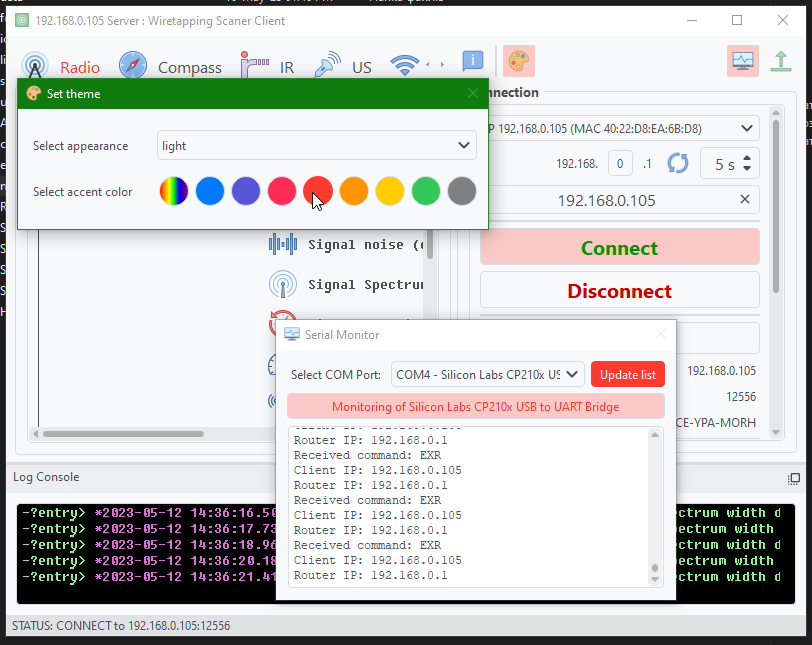 192.168.0.105 Server : Wiretapping Scaner Client
Radio
Compass
IR
US
Set theme
Select appearance
light
Select accent color
192.168.0.105 (MAC 40:22:D8:EA:6B:D8)
192.168.
0
.1
5 s
192.168.0.105
Connect
Disconnect
Signal noise
Signal
192.168.0.105
12556
CE-YPA-MORH
Serial Monitor
Select COM Port:
COM4 - Silicon Labs CP210x
Update list
Monitoring of Silicon Labs CP210x USB to UART Bridge
Router IP: 192.168.0.1
Received command: EXR
Client IP: 192.168.0.105
Router IP: 192.168.0.1
Received command: EXR
Client IP: 192.168.0.105
Router IP: 192.168.0.1
Received command: EXR
Client IP: 192.168.0.105
Router IP: 192.168.0.1
Log Console
-?entry> *2023-05-12 14:36:16.50 width d
-?entry> *2023-05-12 14:36:17.73 width
-?entry> *2023-05-12 14:36:18.96 width d
-?entry> *2023-05-12 14:36:20.18 width
-?entry> *2023-05-12 14:36:21.41 width d
STATUS: CONNECT to 192.168.0.105:12556